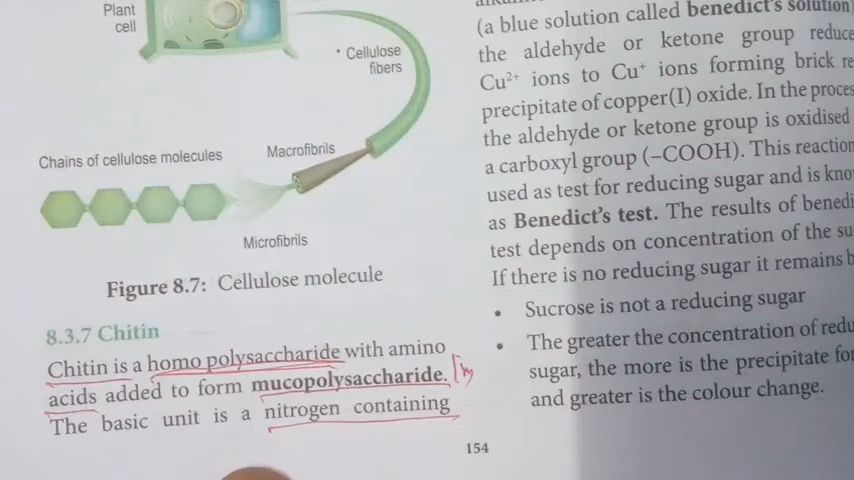 Plant
cell
Cellulose
fibers
Macrofibrils
Chains of cellulose molecules
Microfibrils
Figure 8.7: Cellulose molecule
8.3.7 Chitin
Chitin is a homo polysaccharide with amino
acids added to form mucopolysaccharide.
The basic unit is a nitrogen containing
(a blue solution called benedict's solution)
the aldehyde or ketone group reduce
Cu²⁺ ions to Cu⁺ ions forming brick re
precipitate of copper(I) oxide. In the proces
the aldehyde or ketone group is oxidised
a carboxyl group (–COOH). This reaction
used as test for reducing sugar and is kno
as Benedict's test. The results of benedi
test depends on concentration of the su
If there is no reducing sugar it remains b
• Sucrose is not a reducing sugar
• The greater the concentration of redu
sugar, the more is the precipitate for
and greater is the colour change.
154